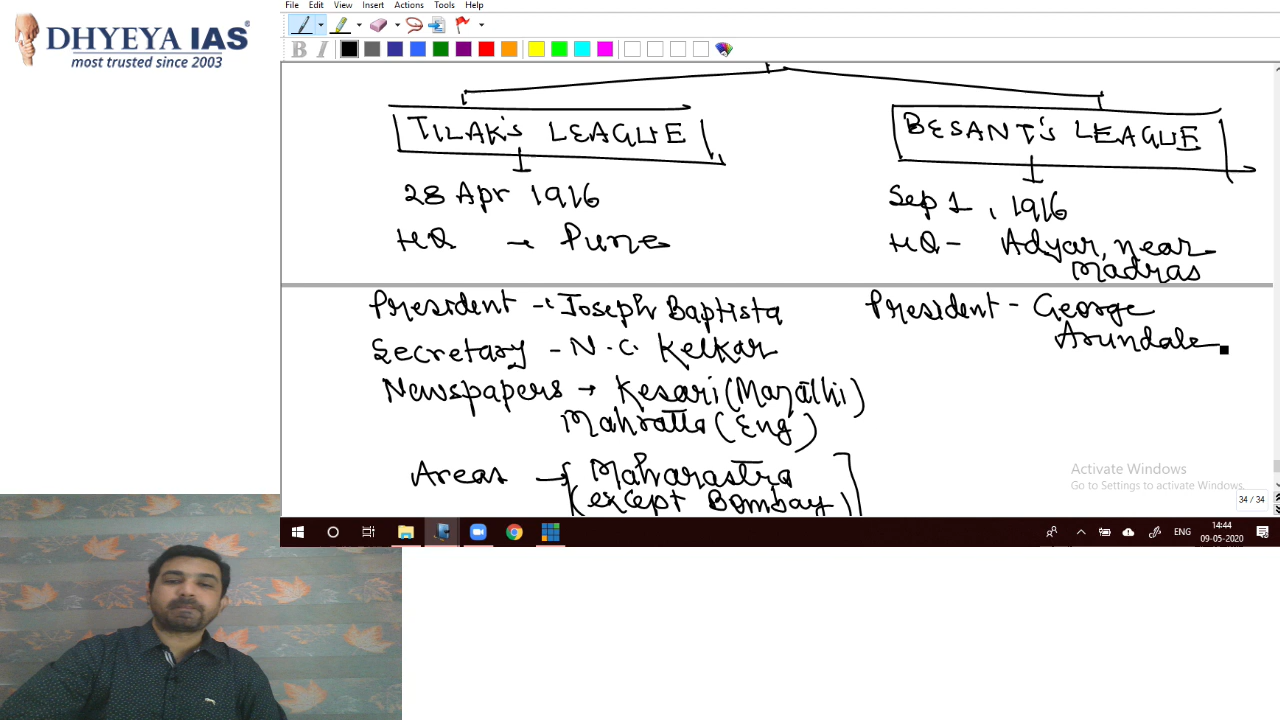 DHYEYA IAS®
most trusted since 2003
File Edit View Insert Actions Tools Help
B I
TILAK's LEAGUE
28 Apr 1916
HQ → Pune
BESANT's LEAGUE
Sep 1, 1916
HQ - Adyar, near
Madras
President - Joseph Baptista
Secretary - N.C. Kelkar
Newspapers → Kesari (Marathi)
Mahratta (Eng)
Areas → Maharastra
(except Bombay)
President - George
Arundale
Activate Windows
Go to Settings to activate Windows.
34 / 34
ENG
14:44
09-05-2020